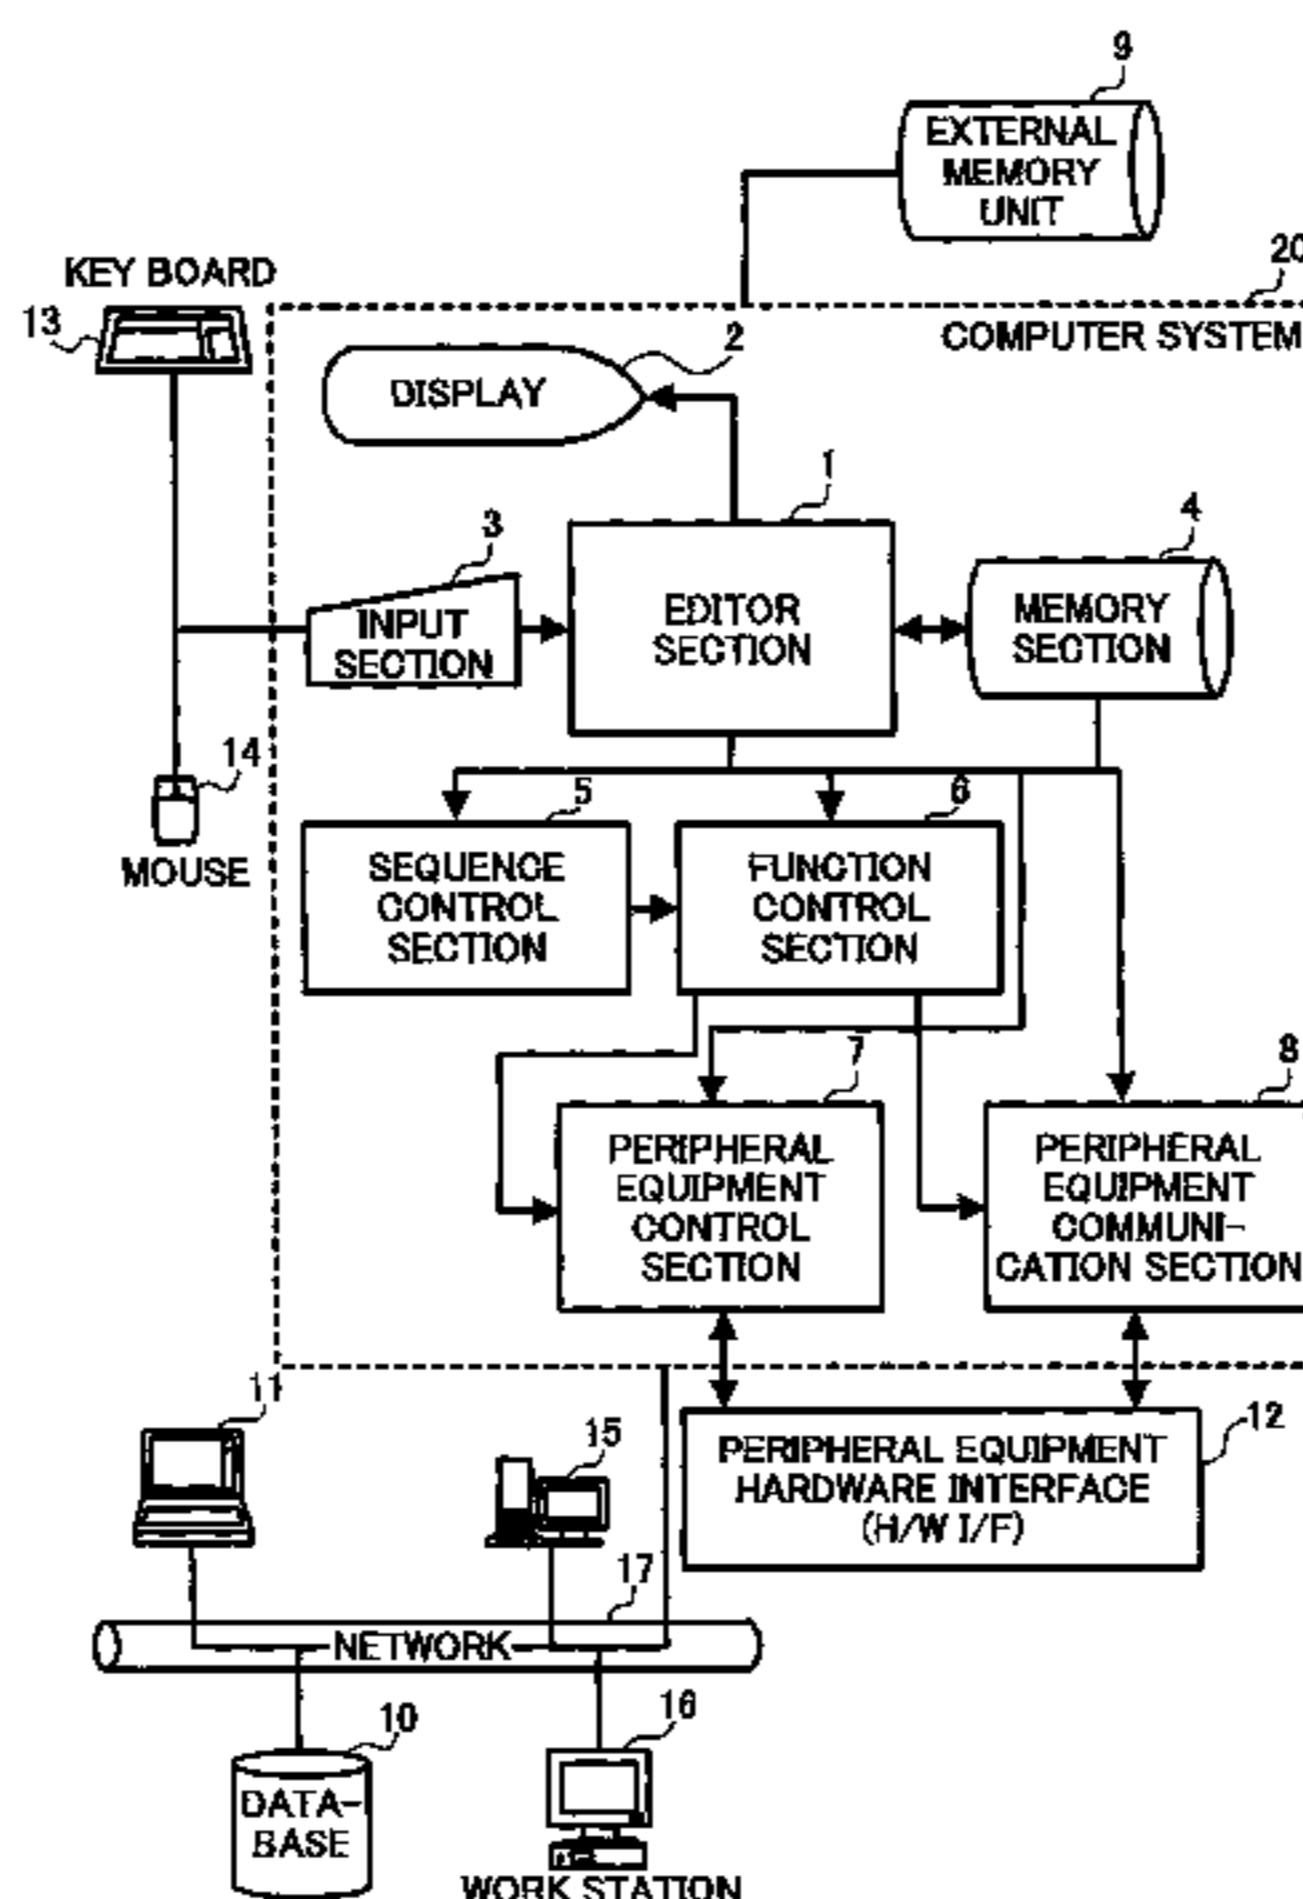 9
EXTERNAL
MEMORY
UNIT
20
KEY BOARD
13
COMPUTER SYSTEM
2
DISPLAY
1
3
4
INPUT
SECTION
EDITOR
SECTION
MEMORY
SECTION
14
MOUSE
5
6
SEQUENCE
CONTROL
SECTION
FUNCTION
CONTROL
SECTION
7
8
PERIPHERAL
EQUIPMENT
CONTROL
SECTION
PERIPHERAL
EQUIPMENT
COMMUNI-
CATION SECTION
11
15
12
PERIPHERAL EQUIPMENT
HARDWARE INTERFACE
(H/W I/F)
17
NETWORK
10
16
DATA-
BASE
WORK STATION